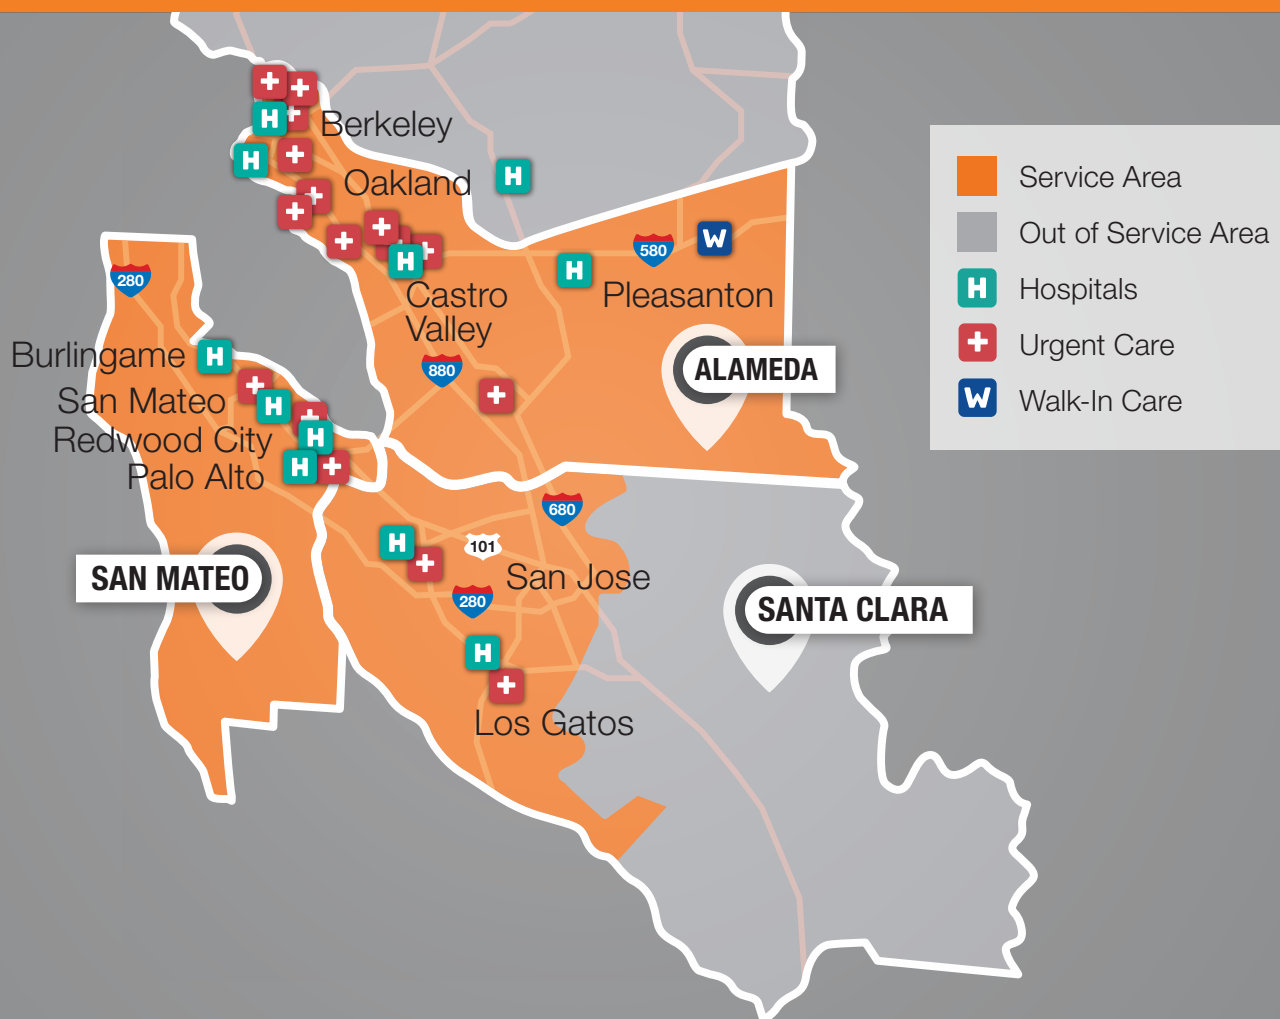 Berkeley
Oakland
H
580
W
280
H
Castro
Valley
H
Pleasanton
Burlingame
H
880
ALAMEDA
San Mateo
H
Redwood City
H
Palo Alto
H
680
H
101
San Jose
SAN MATEO
280
SANTA CLARA
H
Los Gatos
H
H
Service Area
Out of Service Area
H Hospitals
Urgent Care
W Walk-In Care